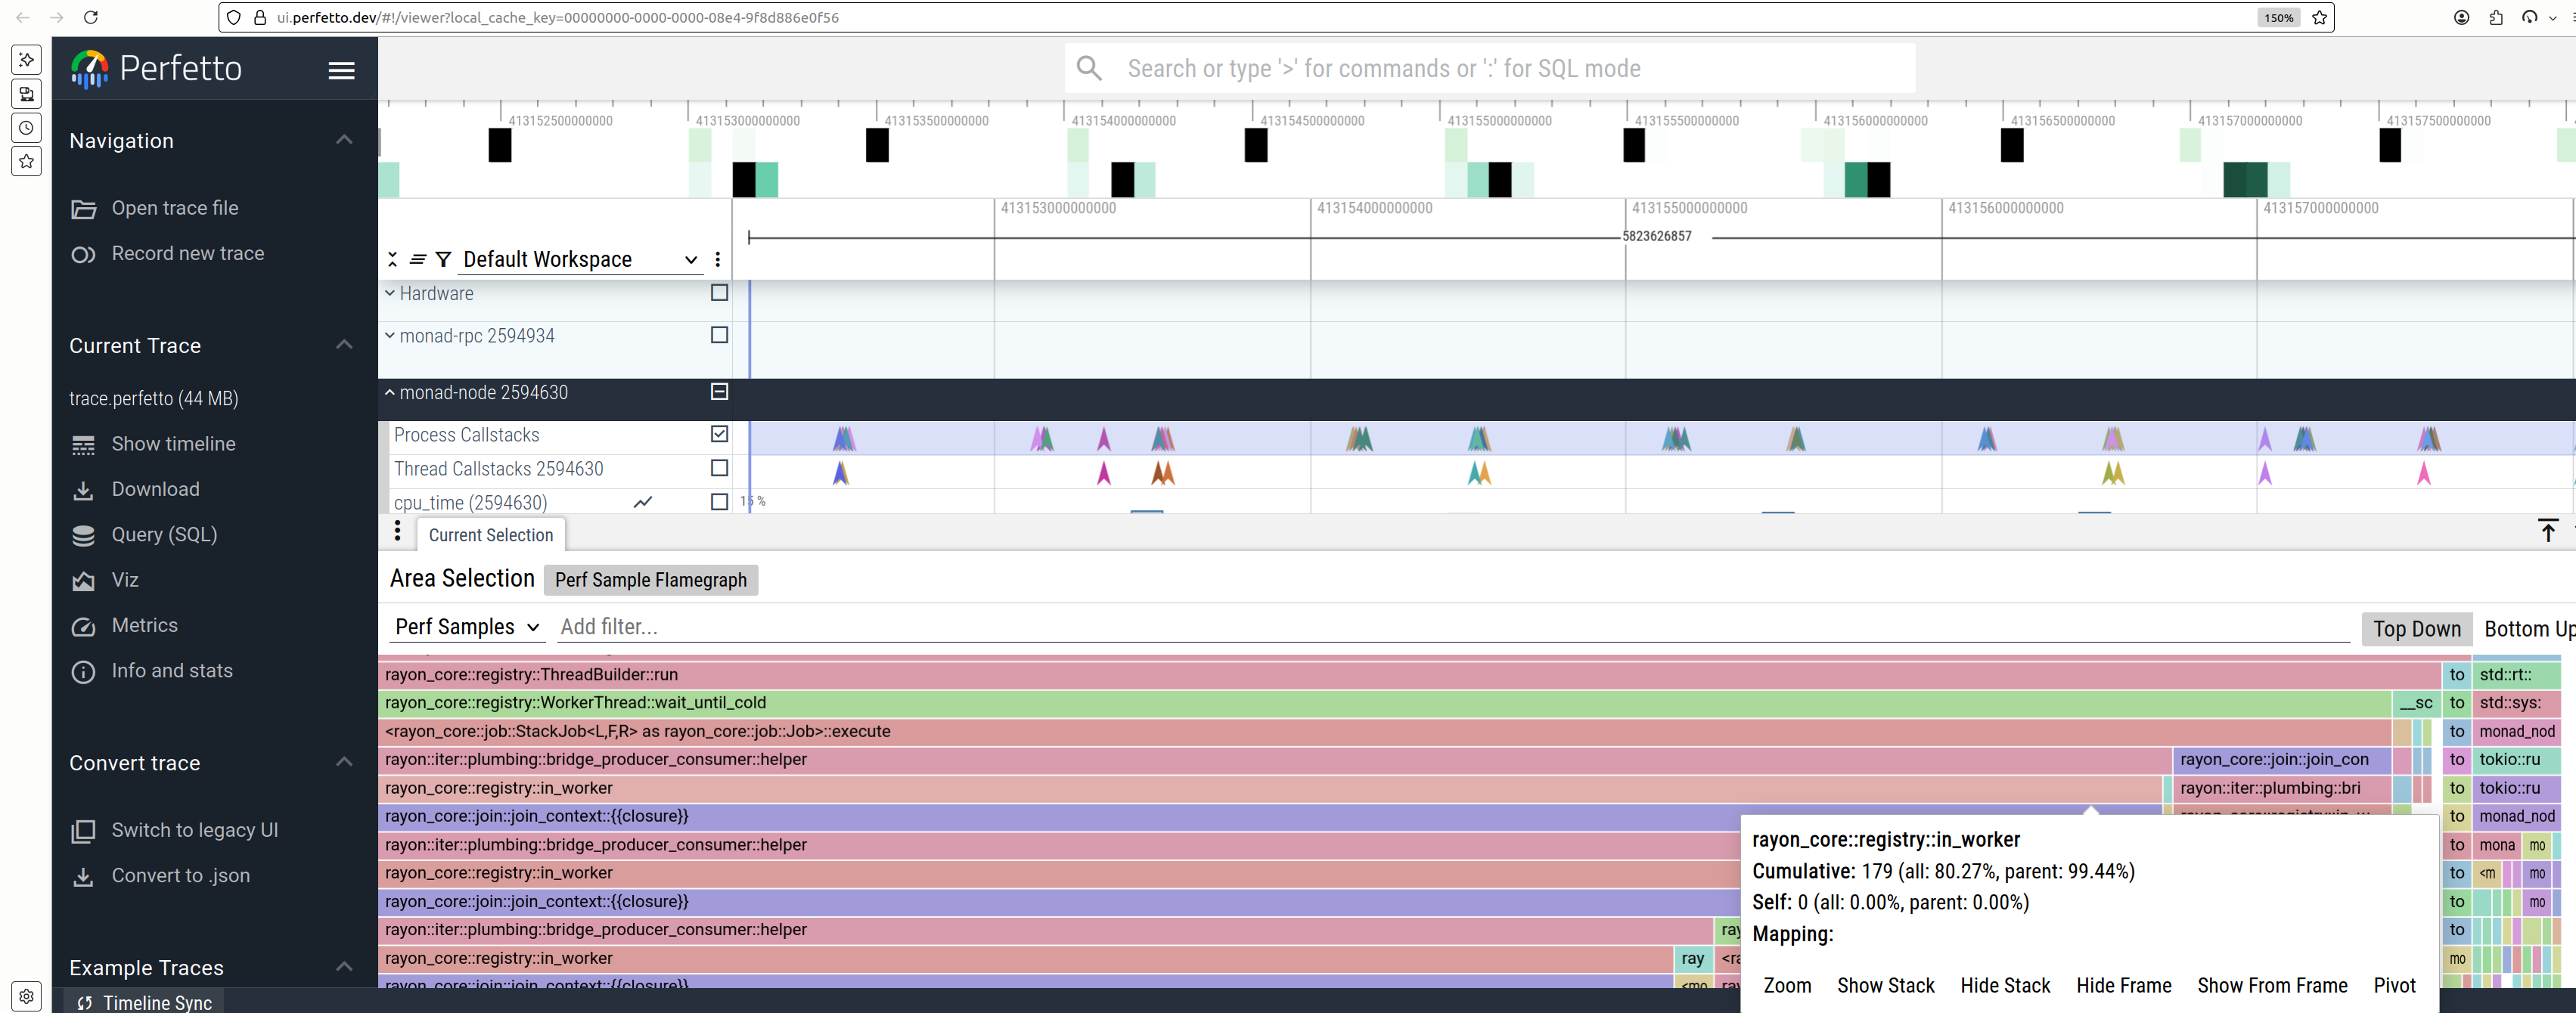 ui.perfetto.dev/#!/viewer?local_cache_key=00000000-0000-0000-08e4-9f8d886e0f56
150%
Perfetto
Search or type '>' for commands or ':' for SQL mode
Navigation
Open trace file
Record new trace
Current Trace
trace.perfetto (44 MB)
Show timeline
Download
Query (SQL)
Viz
Metrics
Info and stats
Convert trace
Switch to legacy UI
Convert to .json
Example Traces
Timeline Sync
413152500000000 413153000000000 413153500000000 413154000000000 413154500000000 413155000000000 413155500000000 413156000000000 413156500000000 413157000000000 413157500000000
413153000000000 413154000000000 413155000000000 413156000000000 413157000000000
5823626857
Default Workspace
Hardware
monad-rpc 2594934
monad-node 2594630
Process Callstacks
Thread Callstacks 2594630
cpu_time (2594630)
Current Selection
Area Selection Perf Sample Flamegraph
Perf Samples Add filter... Top Down Bottom Up
rayon_core::registry::ThreadBuilder::run to std::rt::
rayon_core::registry::WorkerThread::wait_until_cold __sc to std::sys:
<rayon_core::job::StackJob<L,F,R> as rayon_core::job::Job>::execute to monad_nod
rayon::iter::plumbing::bridge_producer_consumer::helper rayon_core::join::join_con to tokio::ru
rayon_core::registry::in_worker rayon::iter::plumbing::bri to tokio::ru
rayon_core::join::join_context::{{closure}} to monad_nod
rayon::iter::plumbing::bridge_producer_consumer::helper to mona mo
rayon_core::registry::in_worker to <m mo
rayon_core::join::join_context::{{closure}} to mo
rayon::iter::plumbing::bridge_producer_consumer::helper ray to
rayon_core::registry::in_worker ray <ra mo
rayon_core::join::join_context::{{closure}} <mo ray
rayon_core::registry::in_worker
Cumulative: 179 (all: 80.27%, parent: 99.44%)
Self: 0 (all: 0.00%, parent: 0.00%)
Mapping:
Zoom Show Stack Hide Stack Hide Frame Show From Frame Pivot